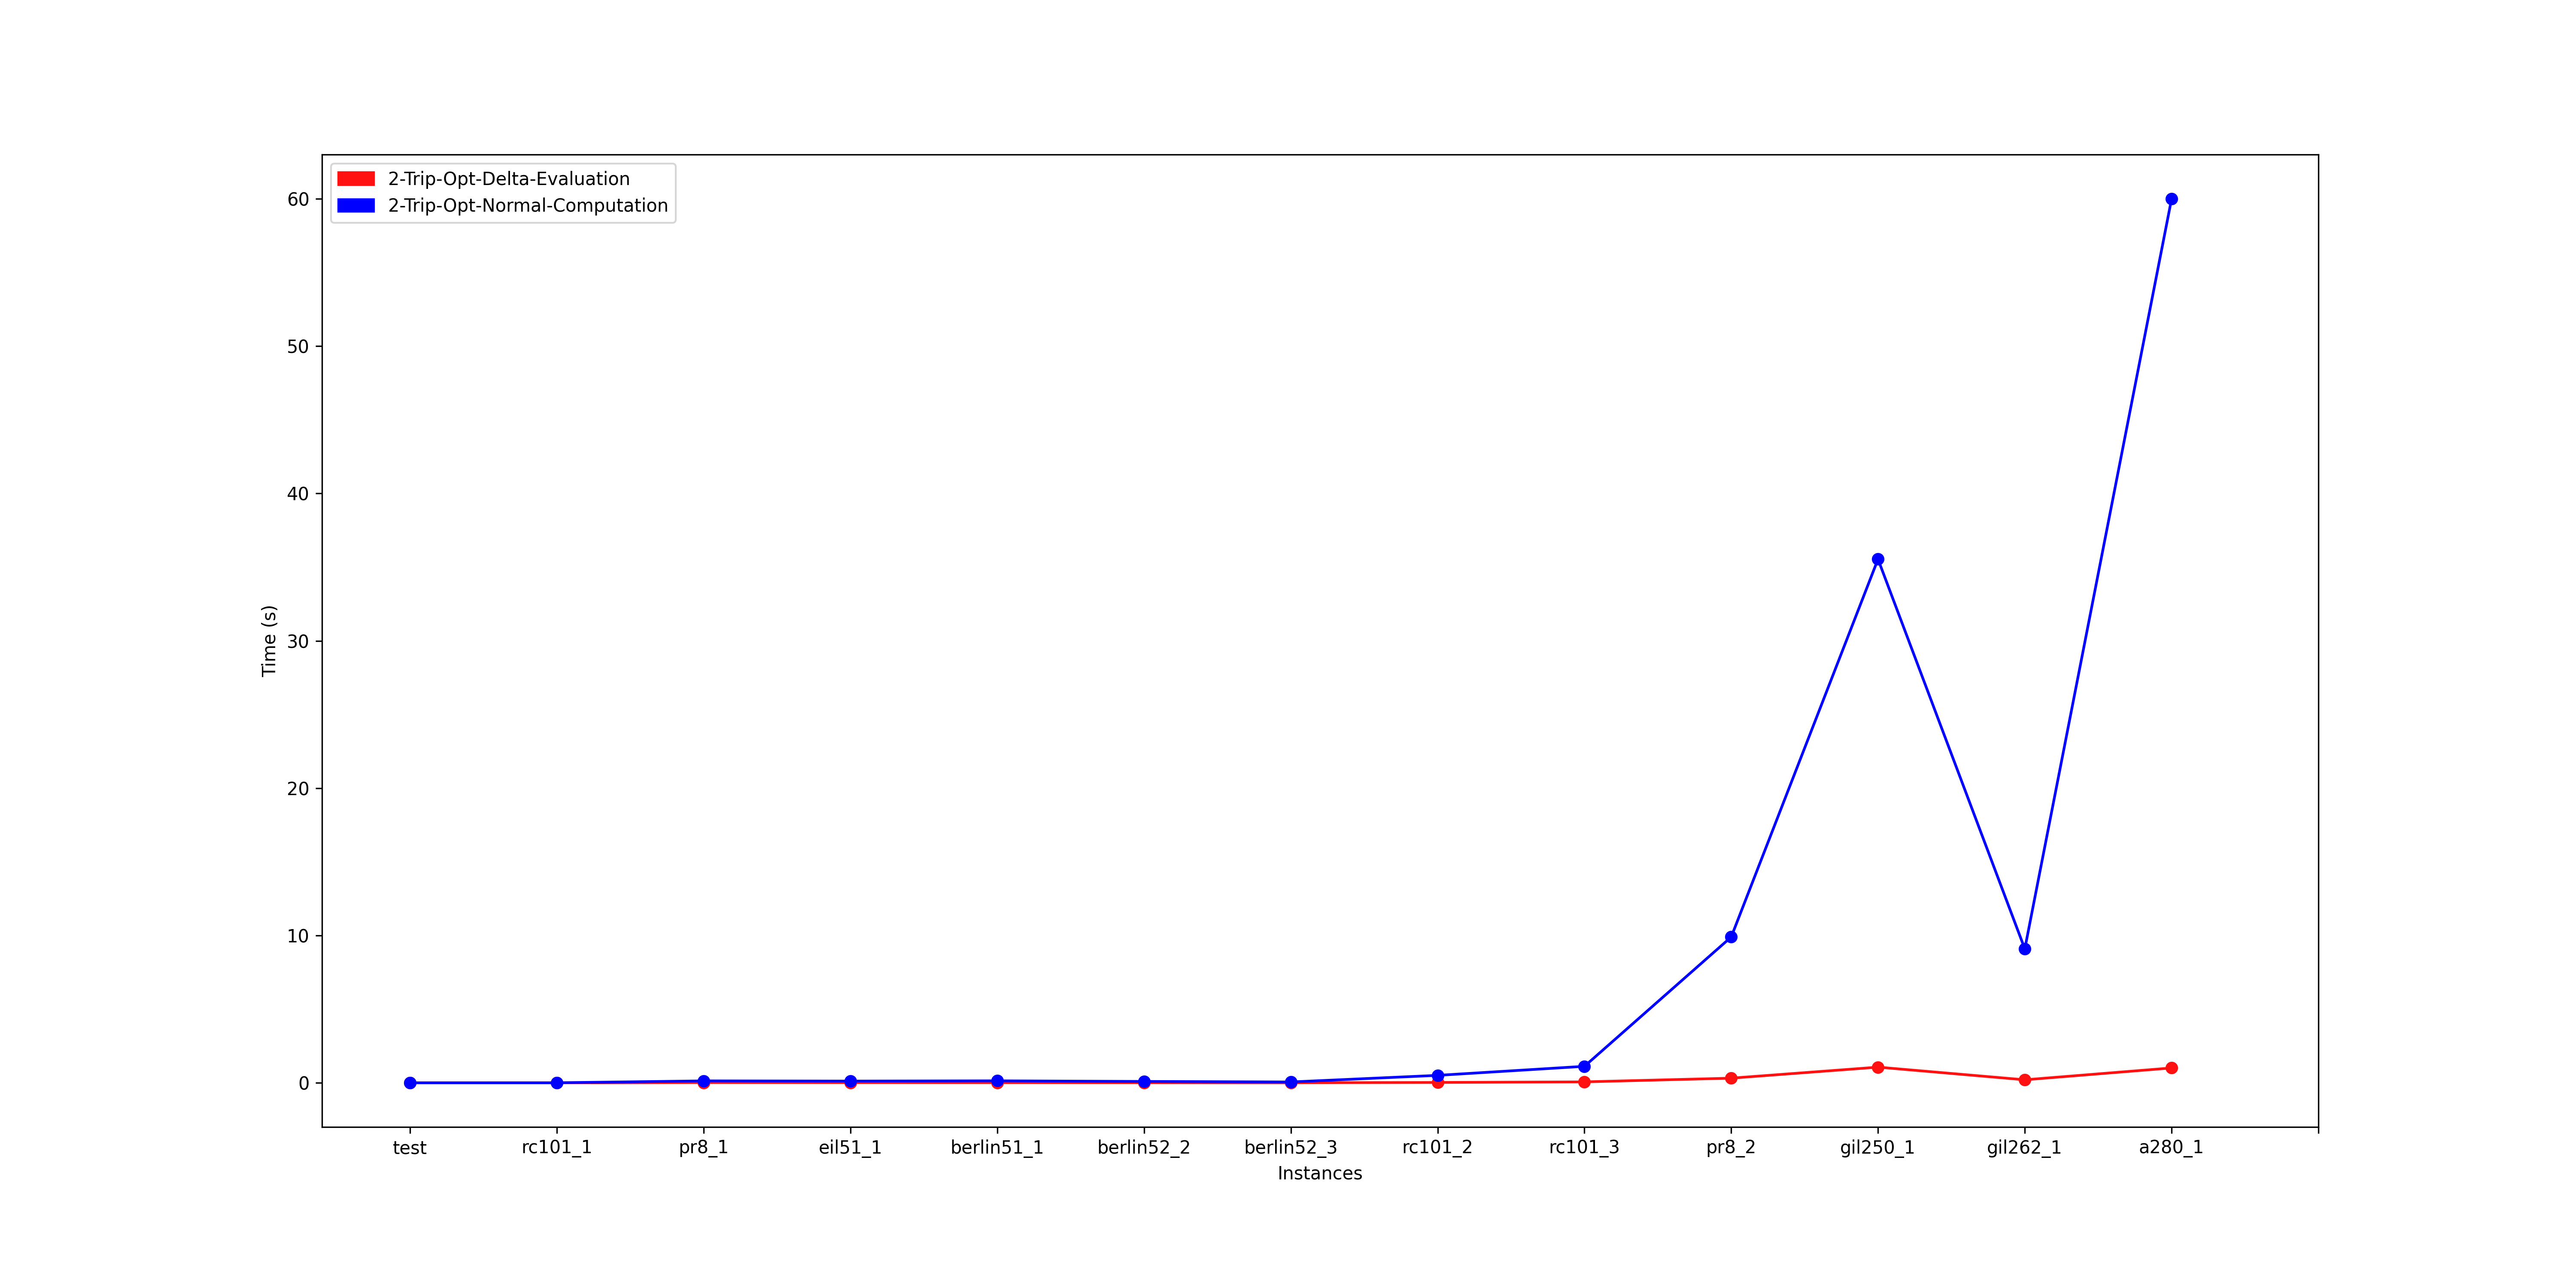 2-Trip-Opt-Delta-Evaluation
2-Trip-Opt-Normal-Computation
60
50
40
30
20
10
0
Time (s)
test rc101_1 pr8_1 eil51_1 berlin51_1 berlin52_2 berlin52_3 rc101_2 rc101_3 pr8_2 gil250_1 gil262_1 a280_1
Instances